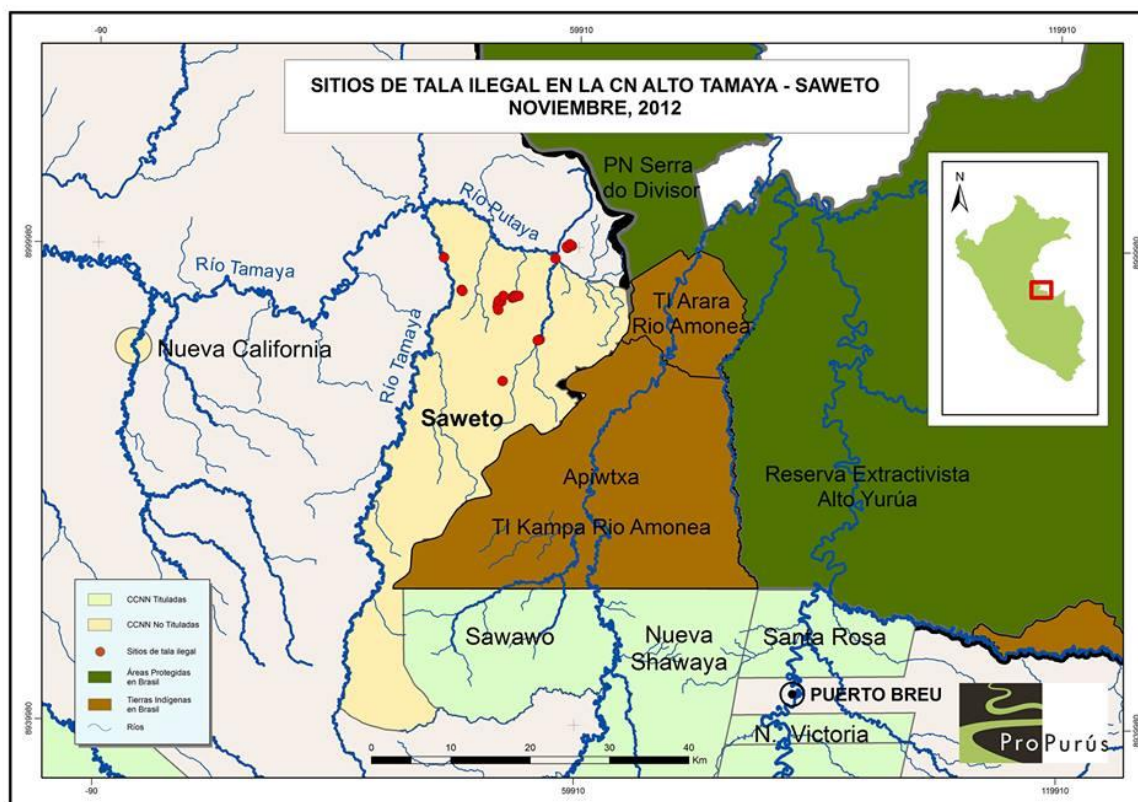 -90
59910
119910
SITIOS DE TALA ILEGAL EN LA CN ALTO TAMAYA - SAWETO
NOVIEMBRE, 2012
PN Serra
do Divisor
N
Río Putaya
8999980
8999980
Río Tamaya
TI Arara
Rio Amonea
Nueva California
Río Tamaya
Saweto
Apiwtxa
Reserva Extractivista
Alto Yurúa
TI Kampa Rio Amonea
CCNN Tituladas
CCNN No Tituladas
Sitios de tala ilegal
Áreas Protegidas
en Brasil
Tierras Indígenas
en Brasil
Ríos
Sawawo
Nueva
Shawaya
Santa Rosa
PUERTO BREU
N. Victoria
8939980
8939980
0 10 20 30 40
Km
ProPurús
-90
59910
119910